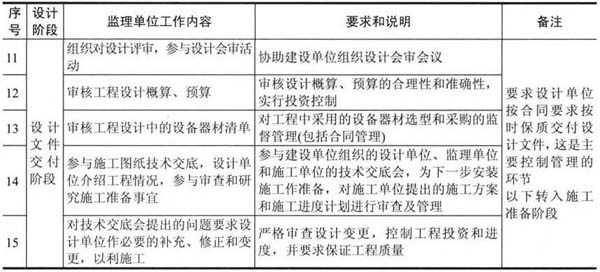 序号 设计阶段 监理单位工作内容 要求和说明 备注
11
组织对设计评审，参与设计会审活动
协助建设单位组织设计会审会议
12
审核工程设计概算、预算
审核设计概算、预算的合理性和准确性，
实行投资控制
13
审核工程设计中的设备器材清单
对工程中采用的设备器材选型和采购的监
督管理(包括合同管理)
14
参与施工图纸技术交底，设计单
位介绍工程情况，参与审查和研
究施工准备事宜
参与建设单位组织的设计单位、监理单位
和施工单位的技术交底会，为下一步安装
施工作准备，对施工单位提出的施工方案
和施工进度计划进行审查及管理
15
对技术交底会提出的问题要求设
计单位作必要的补充、修正和变
更，以利施工
严格审查设计变更，控制工程投资和进
度，并要求保证工程质量
设计
文件
交付
阶段
要求设计单位
按合同要求按
时保质交付设
计文件，这是主
要控制管理的
环节
以下转入施工
准备阶段